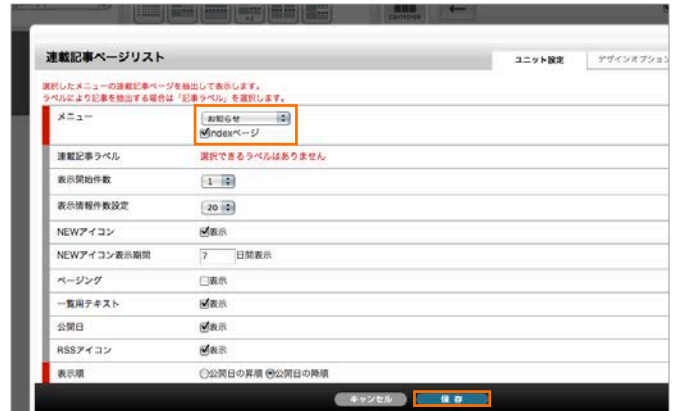 連載記事ページリスト
ユニット設定
デザインオプション
選択したメニューの連載記事ページを抽出して表示します。
ラベルにより記事を抽出する場合は「記事ラベル」を選択します。
メニュー
お知らせ
indexページ
連載記事ラベル
選択できるラベルはありません
表示開始件数
1
表示情報件数設定
20
NEWアイコン
表示
NEWアイコン表示期間
7 日間表示
ページング
表示
一覧用テキスト
表示
公開日
表示
RSSアイコン
表示
表示順
公開日の昇順 公開日の降順
キャンセル
保存